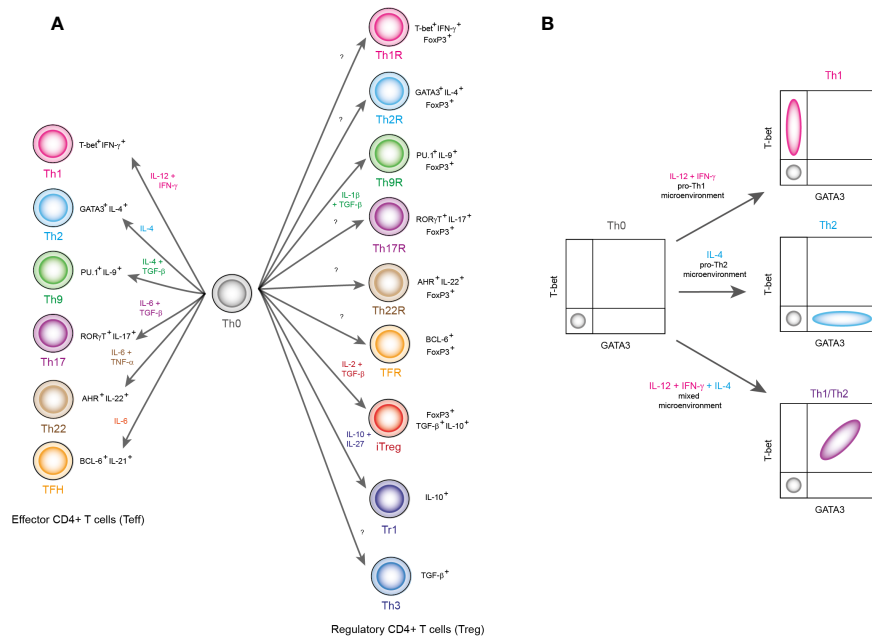 A
T-bet⁺IFN-γ⁺
Th1
GATA3⁺IL-4⁺
Th2
PU.1⁺IL-9⁺
Th9
RORγT⁺IL-17⁺
Th17
AHR⁺IL-22⁺
Th22
BCL-6⁺IL-21⁺
TFH
Effector CD4+ T cells (Teff)
IL-12 +
IFN-γ
IL-4
IL-4 +
TGF-β
IL-6 +
TGF-β
IL-6 +
TNF-α
IL-6
Th0
?
?
IL-1β
+ TGF-β
?
?
?
IL-2 +
TGF-β
IL-10 +
IL-27
?
T-bet⁺IFN-γ⁺
FoxP3⁺
Th1R
GATA3⁺IL-4⁺
FoxP3⁺
Th2R
PU.1⁺IL-9⁺
FoxP3⁺
Th9R
RORγT⁺IL-17⁺
FoxP3⁺
Th17R
AHR⁺IL-22⁺
FoxP3⁺
Th22R
BCL-6⁺
FoxP3⁺
TFR
FoxP3⁺
TGF-β⁺IL-10⁺
iTreg
IL-10⁺
Tr1
TGF-β⁺
Th3
Regulatory CD4+ T cells (Treg)
B
Th0
T-bet
GATA3
IL-12 + IFN-γ
pro-Th1
microenvironment
IL-4
pro-Th2
microenvironment
IL-12 + IFN-γ + IL-4
mixed
microenvironment
Th1
T-bet
GATA3
Th2
T-bet
GATA3
Th1/Th2
T-bet
GATA3